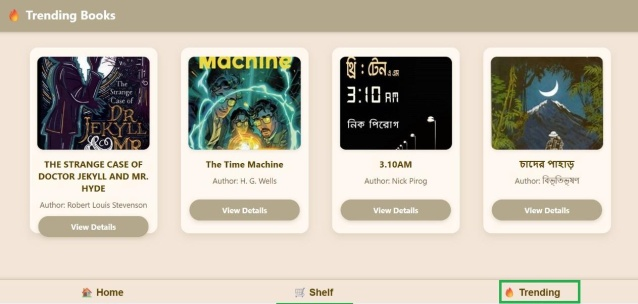 Trending Books
The
Strange
Case of
DR
JEKYLL
& MR
THE STRANGE CASE OF
DOCTOR JEKYLL AND MR.
HYDE
Author: Robert Louis Stevenson
View Details
Machine
The Time Machine
Author: H. G. Wells
View Details
থ্রি : টেন এ এম
3:10 AM
নিক পিরোগ
3.10AM
Author: Nick Pirog
View Details
চাদের পাহাড়
Author: বিভূতিভূষণ
View Details
Home
Shelf
Trending